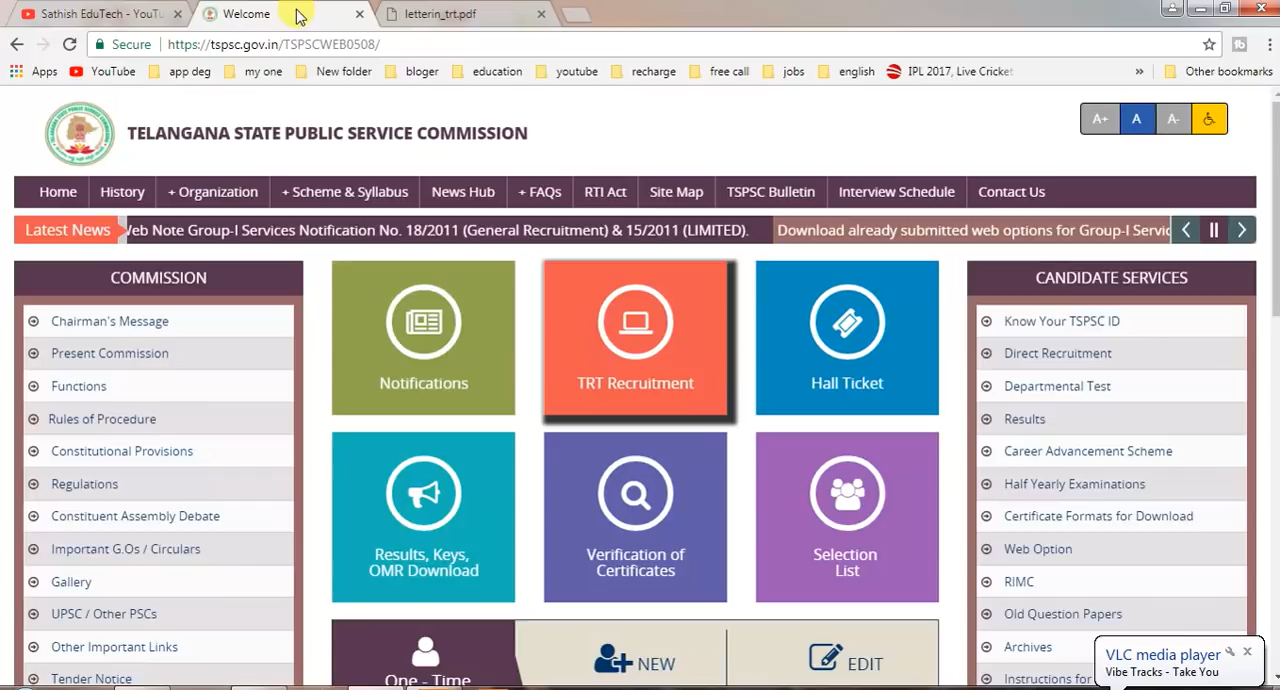 Sathish EduTech - YouTu
Welcome
letterin_trt.pdf
Secure
https://tspsc.gov.in/TSPSCWEB0508/
Apps
YouTube
app deg
my one
New folder
bloger
education
youtube
recharge
free call
jobs
english
IPL 2017, Live Cricket
»
Other bookmarks
TELANGANA STATE PUBLIC SERVICE COMMISSION
A+
A
A-
Home
History
+ Organization
+ Scheme & Syllabus
News Hub
+ FAQs
RTI Act
Site Map
TSPSC Bulletin
Interview Schedule
Contact Us
Latest News
Web Note Group-I Services Notification No. 18/2011 (General Recruitment) & 15/2011 (LIMITED).
Download already submitted web options for Group-I Servic
COMMISSION
Chairman's Message
Present Commission
Functions
Rules of Procedure
Constitutional Provisions
Regulations
Constituent Assembly Debate
Important G.Os / Circulars
Gallery
UPSC / Other PSCs
Other Important Links
Tender Notice
Notifications
TRT Recruitment
Hall Ticket
Results, Keys,
OMR Download
Verification of
Certificates
Selection
List
One - Time
NEW
EDIT
CANDIDATE SERVICES
Know Your TSPSC ID
Direct Recruitment
Departmental Test
Results
Career Advancement Scheme
Half Yearly Examinations
Certificate Formats for Download
Web Option
RIMC
Old Question Papers
Archives
Instructions for
VLC media player
Vibe Tracks - Take You